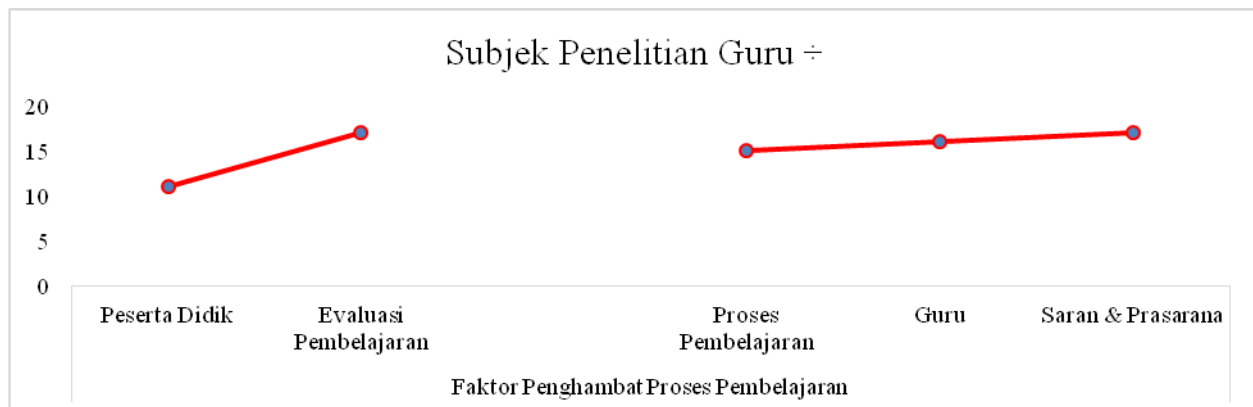 Subjek Penelitian Guru ÷
20
15
10
5
0
Peserta Didik
Evaluasi
Pembelajaran
Proses
Pembelajaran
Guru
Saran & Prasarana
Faktor Penghambat Proses Pembelajaran